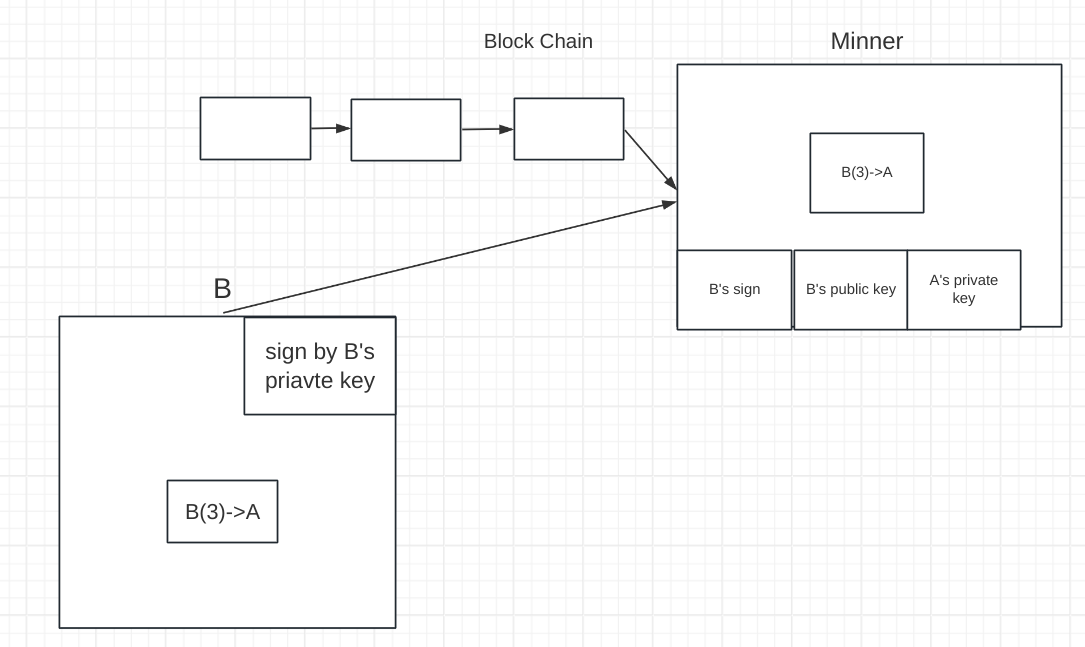 Block Chain
Minner
B(3)->A
B's sign
B's public key
A's private
key
B
sign by B's
priavte key
B(3)->A